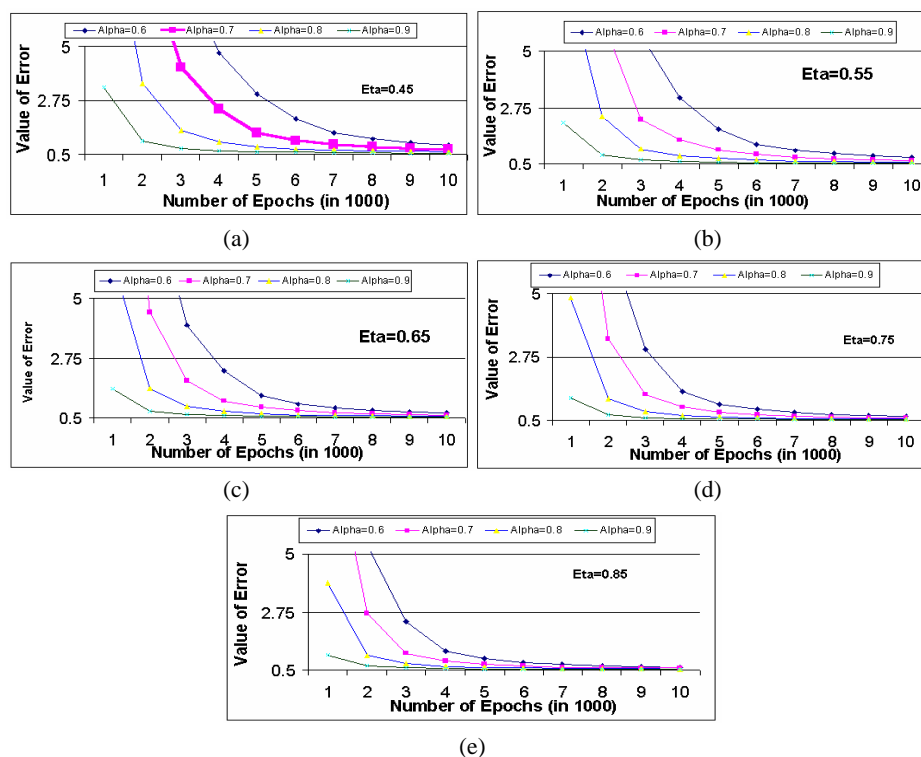 Alpha=0.6 Alpha=0.7 Alpha=0.8 Alpha=0.9
5
2.75
0.5
Value of Error
Eta=0.45
1 2 3 4 5 6 7 8 9 10
Number of Epochs (in 1000)
(a)
Alpha=0.6 Alpha=0.7 Alpha=0.8 Alpha=0.9
5
2.75
0.5
Value of Error
Eta=0.55
1 2 3 4 5 6 7 8 9 10
Number of Epochs (in 1000)
(b)
Alpha=0.6 Alpha=0.7 Alpha=0.8 Alpha=0.9
5
2.75
0.5
Value of Error
Eta=0.65
1 2 3 4 5 6 7 8 9 10
Number of Epochs (in 1000)
(c)
Alpha=0.6 Alpha=0.7 Alpha=0.8 Alpha=0.9
5
2.75
0.5
Value of Error
Eta=0.75
1 2 3 4 5 6 7 8 9 10
Number of Epochs (in 1000)
(d)
Alpha=0.6 Alpha=0.7 Alpha=0.8 Alpha=0.9
5
2.75
0.5
Value of Error
Eta=0.85
1 2 3 4 5 6 7 8 9 10
Number of Epochs (in 1000)
(e)